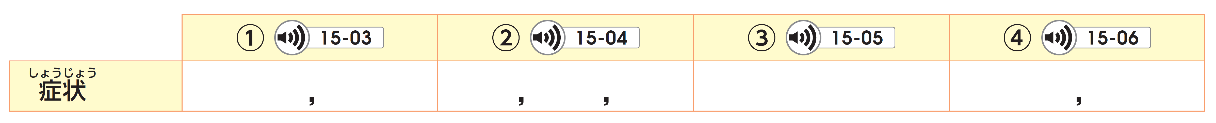 ① 15-03 ② 15-04 ③ 15-05 ④ 15-06
しょうじょう
症状 , , , ,